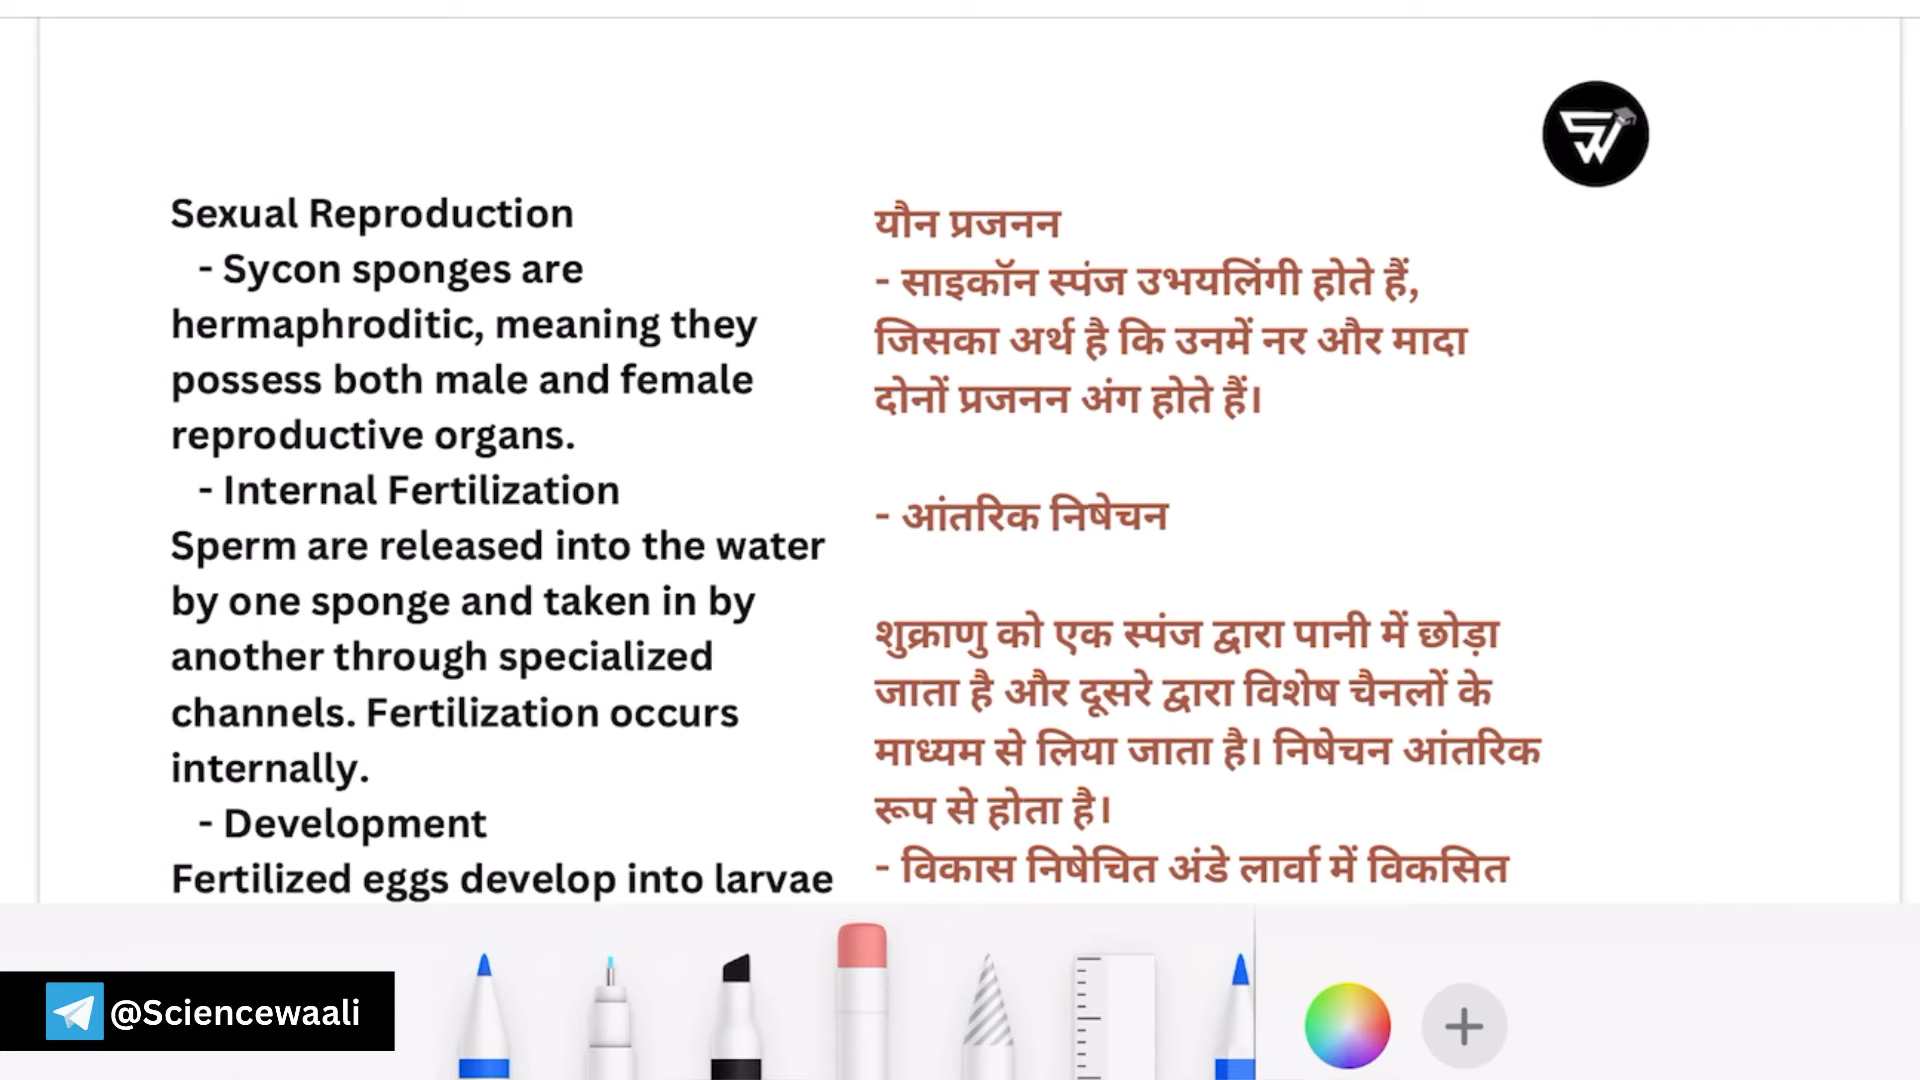 Sexual Reproduction
- Sycon sponges are
hermaphroditic, meaning they
possess both male and female
reproductive organs.
- Internal Fertilization
Sperm are released into the water
by one sponge and taken in by
another through specialized
channels. Fertilization occurs
internally.
- Development
Fertilized eggs develop into larvae
यौन प्रजनन
- साइकॉन स्पंज उभयलिंगी होते हैं,
जिसका अर्थ है कि उनमें नर और मादा
दोनों प्रजनन अंग होते हैं।
- आंतरिक निषेचन
शुक्राणु को एक स्पंज द्वारा पानी में छोड़ा
जाता है और दूसरे द्वारा विशेष चैनलों के
माध्यम से लिया जाता है। निषेचन आंतरिक
रूप से होता है।
- विकास निषेचित अंडे लार्वा में विकसित
SW
@Sciencewaali